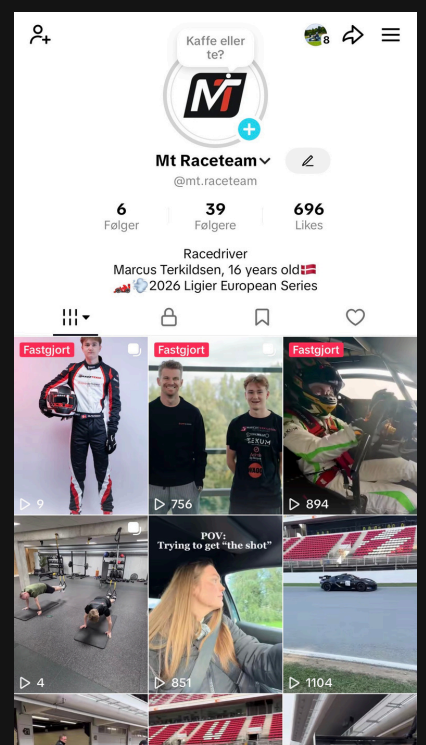 Kaffe eller
te?
8
MT
Mt Raceteam
@mt.raceteam
6 39 696
Følger Følgere Likes
Racedriver
Marcus Terkildsen, 16 years old🇩🇰
🏎️💨2026 Ligier European Series
Fastgjort Fastgjort Fastgjort
9 756 894
POV:
Trying to get “the shot”
4 851 1104